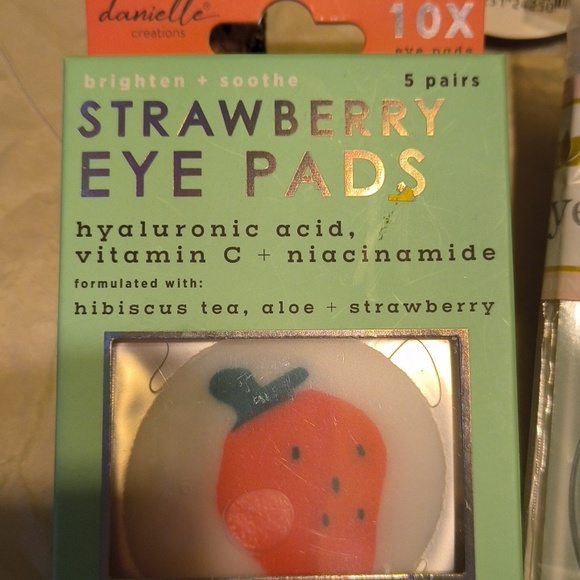 danielle®
creations
10X
eye pads
brighten + soothe
5 pairs
STRAWBERRY
EYE PADS
hyaluronic acid,
vitamin C + niacinamide
formulated with:
hibiscus tea, aloe + strawberry